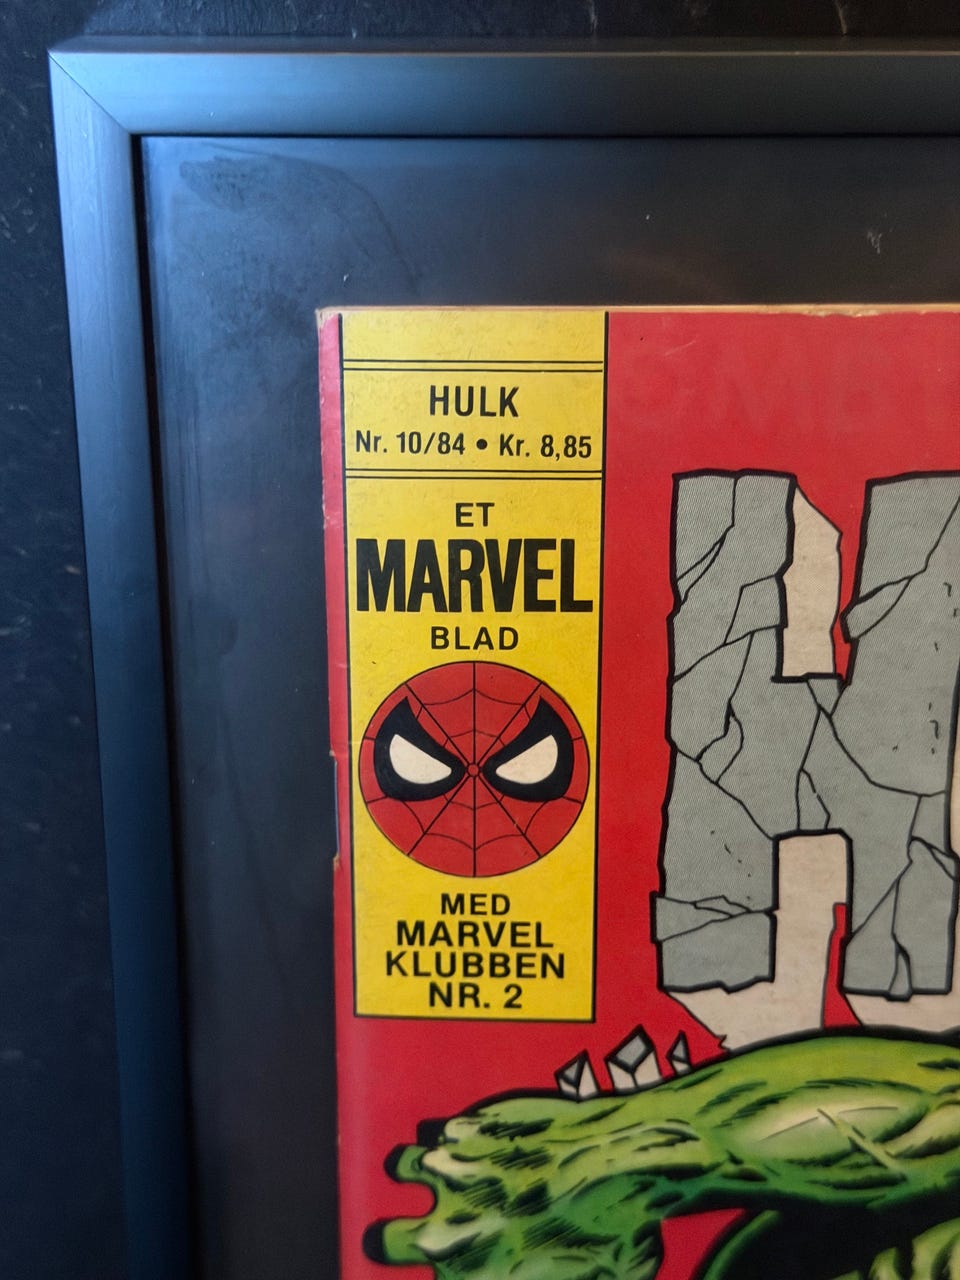 HULK
Nr. 10/84 • Kr. 8,85
ET
MARVEL
BLAD
MED
MARVEL
KLUBBEN
NR. 2
H